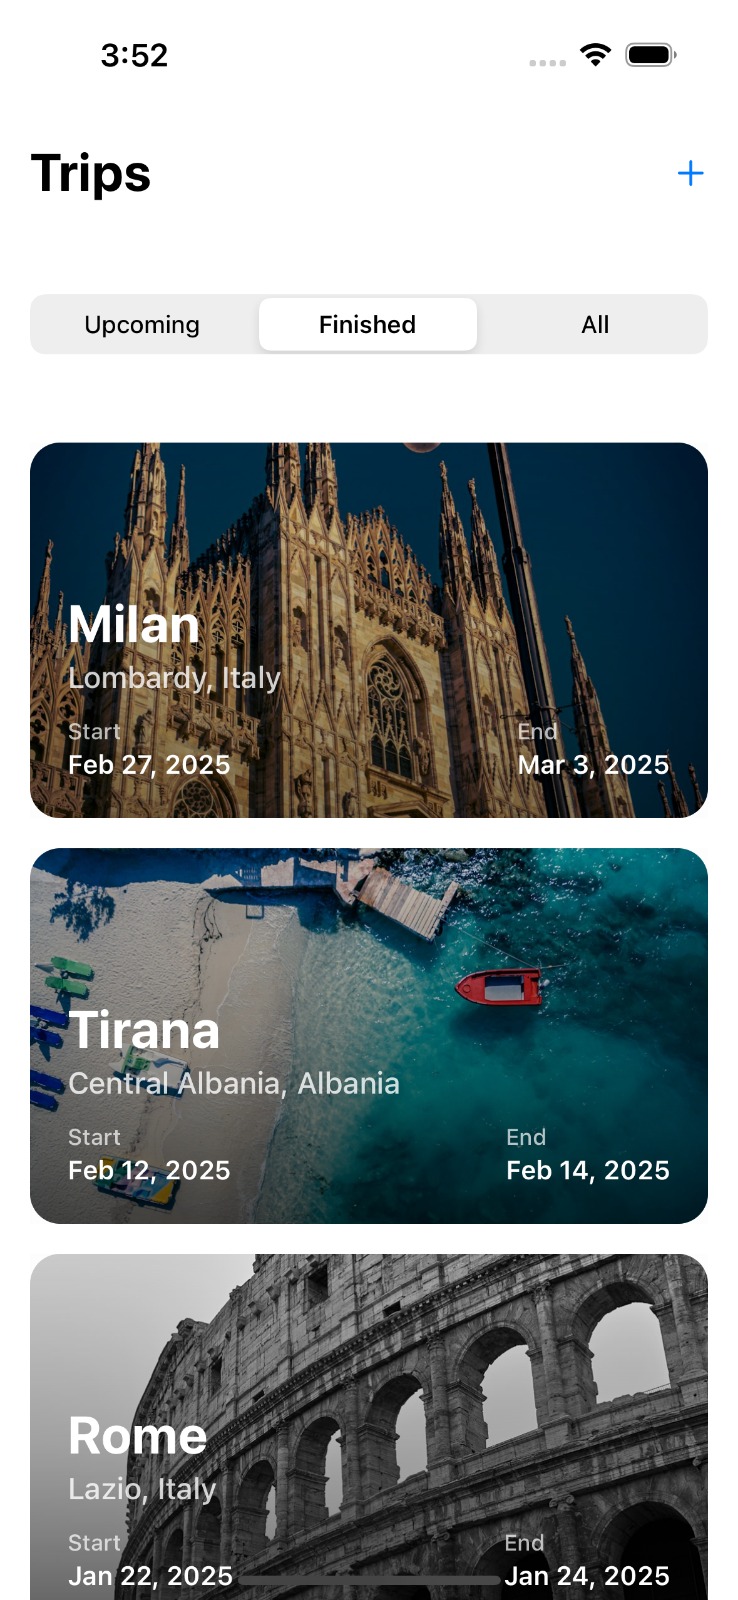 3:52
Trips
+
Upcoming Finished All
Milan
Lombardy, Italy
Start End
Feb 27, 2025 Mar 3, 2025
Tirana
Central Albania, Albania
Start End
Feb 12, 2025 Feb 14, 2025
Rome
Lazio, Italy
Start End
Jan 22, 2025 Jan 24, 2025